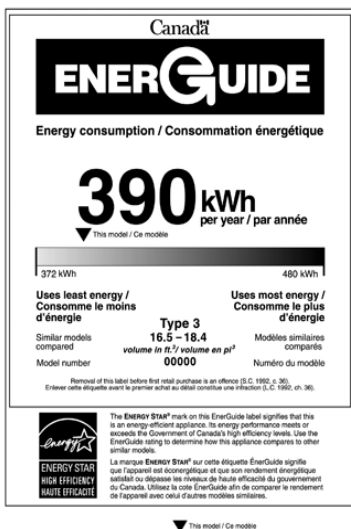 Canada
ENERGUIDE
Energy consumption / Consommation énergétique
390 kWh
per year / par année
This model / Ce modèle
372 kWh 480 kWh
Uses least energy / Uses most energy /
Consomme le moins Consomme le plus
d'énergie d'énergie
Type 3
Similar models 16.5 – 18.4 Modèles similaires
compared volume in ft.³/ volume en pi³ comparés
Model number 00000 Numéro du modèle
Removal of this label before first retail purchase is an offence (S.C. 1992, c. 36).
Enlever cette étiquette avant le premier achat au détail constitue une infraction (L.C. 1992, ch. 36).
energy
ENERGY STAR
HIGH EFFICIENCY
HAUTE EFFICACITÉ
The ENERGY STAR® mark on this EnerGuide label signifies that this
is an energy-efficient appliance. Its energy performance meets or
exceeds the Government of Canada's high efficiency levels. Use the
EnerGuide rating to determine how this appliance compares to other
similar models.
La marque ENERGY STAR® sur cette étiquette ÉnerGuide signifie
que l'appareil est éconergétique et que son rendement énergétique
satisfait ou dépasse les niveaux de haute efficacité du gouvernement
du Canada. Utilisez la cote ÉnerGuide afin de comparer le rendement
de l'appareil avec celui d'autres modèles similaires.
This model / Ce modèle